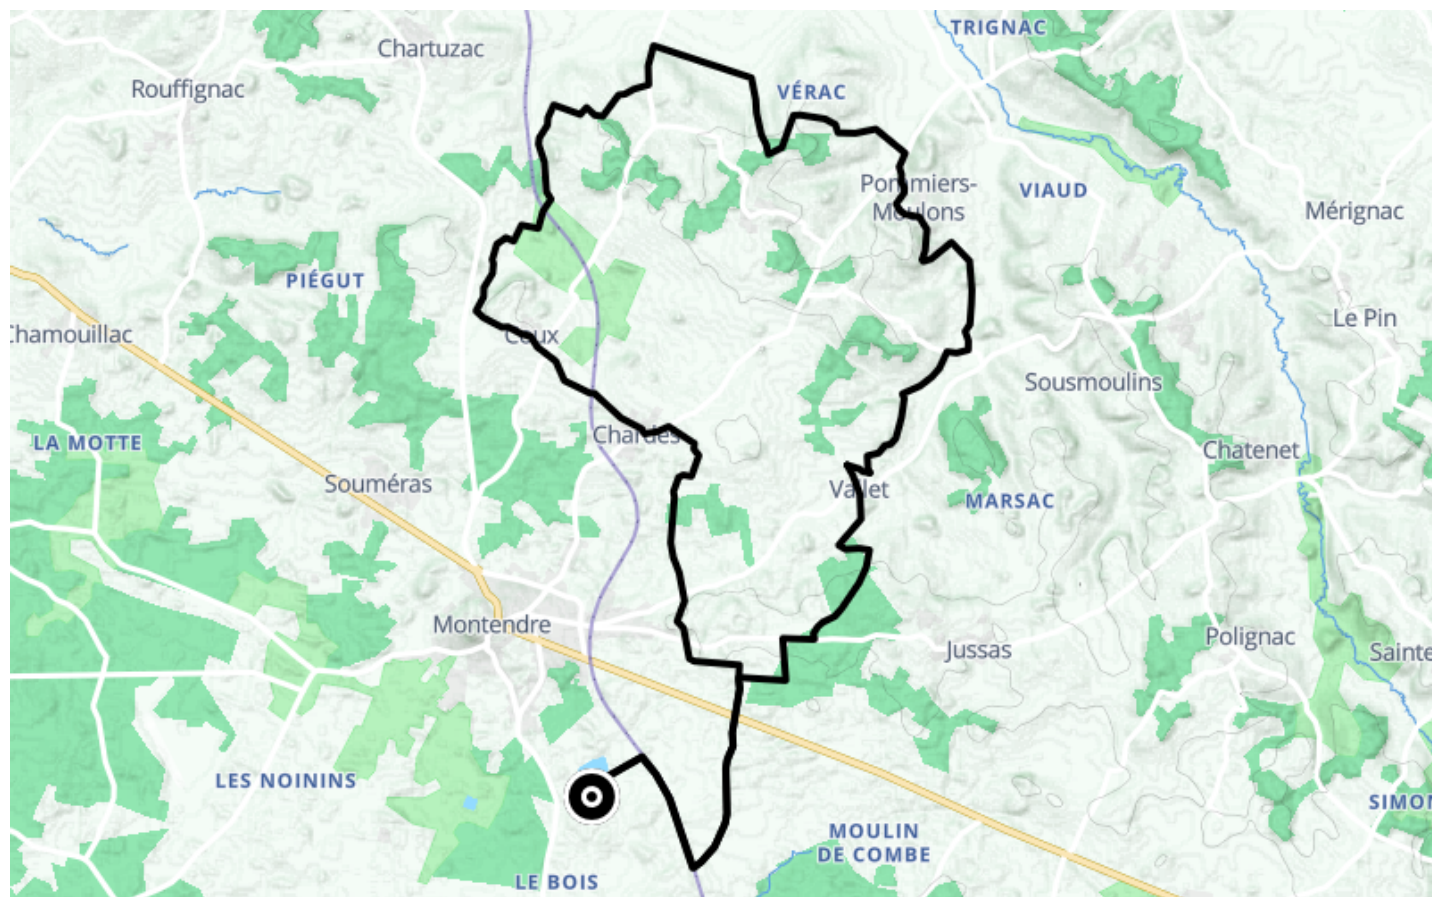 TRIGNAC
Chartuzac
Rouffignac
VÉRAC
Pommiers-
Moulons
VIAUD
Mérignac
PIÉGUT
Chamouillac
Coux
Le Pin
Sousmoulins
LA MOTTE
Chardes
Chatenet
Souméras
Vallet
MARSAC
Montendre
Jussas
Polignac
Sainte
LES NOININS
SIMON
MOULIN
DE COMBE
LE BOIS